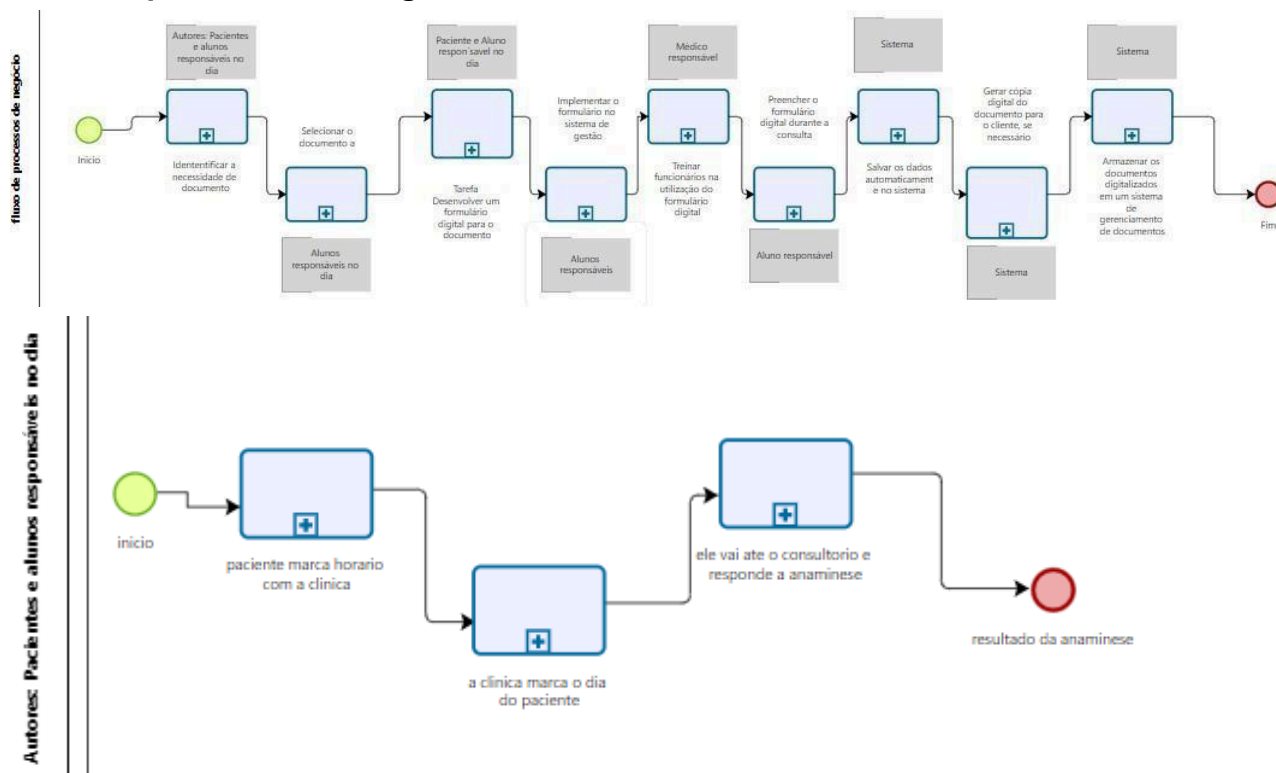 fluxo de processos de negócio
Inicio
Autores: Pacientes
e alunos
responsáveis no
dia
Idententificar a
necessidade de
documento
Selecionar o
documento a
Alunos
responsáveis no
dia
Paciente e Aluno
respon´savel no
dia
Tarefa
Desenvolver um
formulário
digital para o
documento
Implementar o
formulário no
sistema de
gestão
Alunos
responsáveis
Médico
responsável
Treinar
funcionários na
utilização do
formulário
digital
Preencher o
formulário
digital durante a
consulta
Aluno responsável
Sistema
Salvar os dados
automaticament
e no sistema
Gerar cópia
digital do
documento para
o cliente, se
necessário
Sistema
Sistema
Armazenar os
documentos
digitalizados
em um sistema
de
gerenciamento
de documentos
Fim
Autores: Pacientes e alunos responsáveis no dia
inicio
paciente marca horario
com a clinica
a clinica marca o dia
do paciente
ele vai ate o consultorio e
responde a anaminese
resultado da anaminese